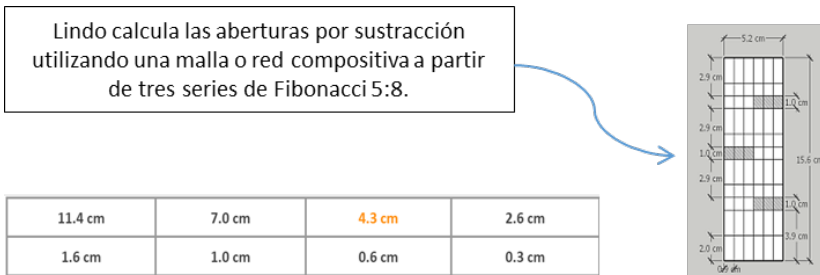 Lindo calcula las aberturas por sustracción
utilizando una malla o red compositiva a partir
de tres series de Fibonacci 5:8.
5.2 cm
2.9 cm
1.0 cm
2.9 cm
1.0 cm
15.6 c
2.9 cm
1.0 cm
3.9 cm
2.0 cm
11.4 cm 7.0 cm 4.3 cm 2.6 cm
1.6 cm 1.0 cm 0.6 cm 0.3 cm